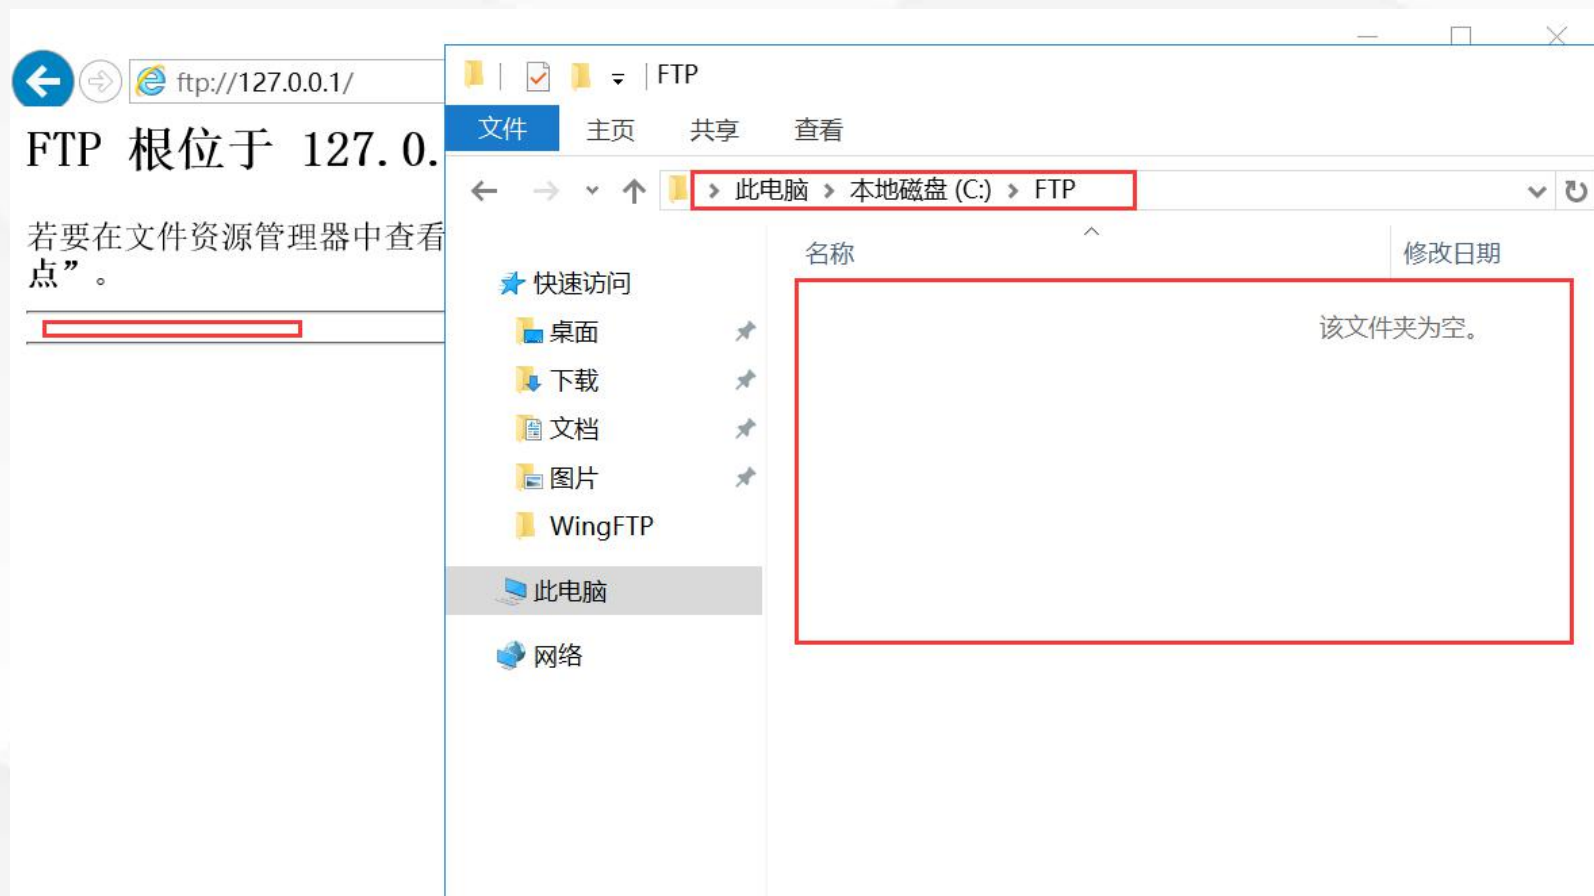 ftp://127.0.0.1/
FTP 根位于 127.0.
若要在文件资源管理器中查看
点”。
FTP
文件 主页 共享 查看
此电脑 本地磁盘 (C:) FTP
名称 修改日期
该文件夹为空。
快速访问
桌面
下载
文档
图片
WingFTP
此电脑
网络